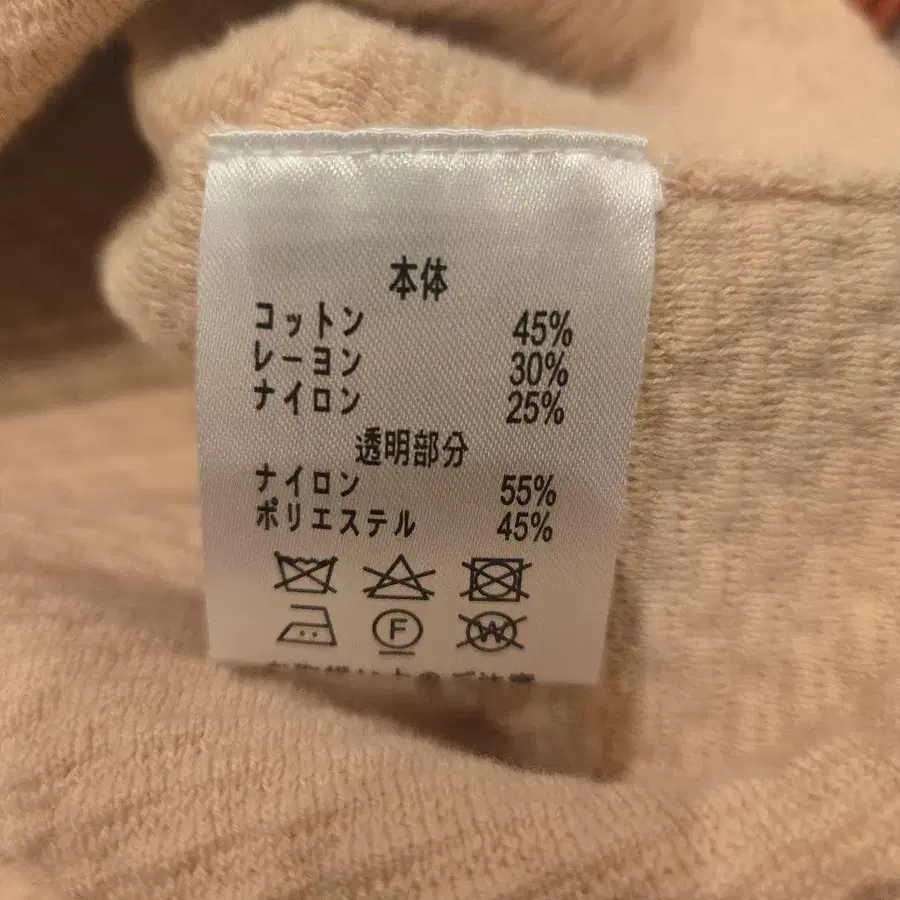 本体
コットン 45%
レーヨン 30%
ナイロン 25%
透明部分
ナイロン 55%
ポリエステル 45%
F W